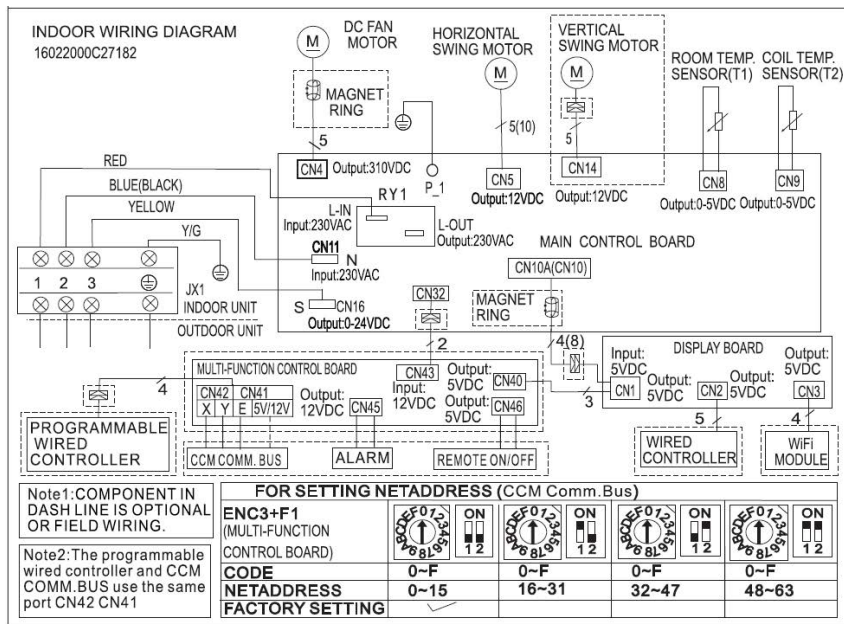 INDOOR WIRING DIAGRAM
16022000C27182
DC FAN
MOTOR
M
MAGNET
RING
5
HORIZONTAL
SWING MOTOR
M
5(10)
VERTICAL
SWING MOTOR
M
5
ROOM TEMP.
SENSOR(T1)
COIL TEMP.
SENSOR(T2)
RED
BLUE(BLACK)
YELLOW
Y/G
CN4
Output:310VDC
P_1
CN5
Output:12VDC
CN14
Output:12VDC
CN8
Output:0-5VDC
CN9
Output:0-5VDC
RY1
L-IN
Input:230VAC
L-OUT
Output:230VAC
CN11
N
Input:230VAC
S
CN16
Output:0-24VDC
MAIN CONTROL BOARD
CN10A(CN10)
MAGNET
RING
CN32
2
4(8)
1 2 3
JX1
INDOOR UNIT
OUTDOOR UNIT
MULTI-FUNCTION CONTROL BOARD
CN42 CN41
X Y E 5V/12V
Output:
12VDC
CN45
CN43
Input:
12VDC
Output:
5VDC
CN40
Output:
5VDC
CN46
3
4
DISPLAY BOARD
Input:
5VDC
CN1
Output:
5VDC
CN2
Output:
5VDC
Output:
5VDC
CN3
5
4
PROGRAMMABLE
WIRED
CONTROLLER
CCM COMM. BUS
ALARM
REMOTE ON/OFF
WIRED
CONTROLLER
WiFi
MODULE
Note1:COMPONENT IN
DASH LINE IS OPTIONAL
OR FIELD WIRING.
Note2:The programmable
wired controller and CCM
COMM.BUS use the same
port CN42 CN41
FOR SETTING NETADDRESS (CCM Comm.Bus)
ENC3+F1
(MULTI-FUNCTION
CONTROL BOARD)
0123456789ABCDEF
ON
1 2
0123456789ABCDEF
ON
1 2
0123456789ABCDEF
ON
1 2
0123456789ABCDEF
ON
1 2
CODE 0~F 0~F 0~F 0~F
NETADDRESS 0~15 16~31 32~47 48~63
FACTORY SETTING ✓